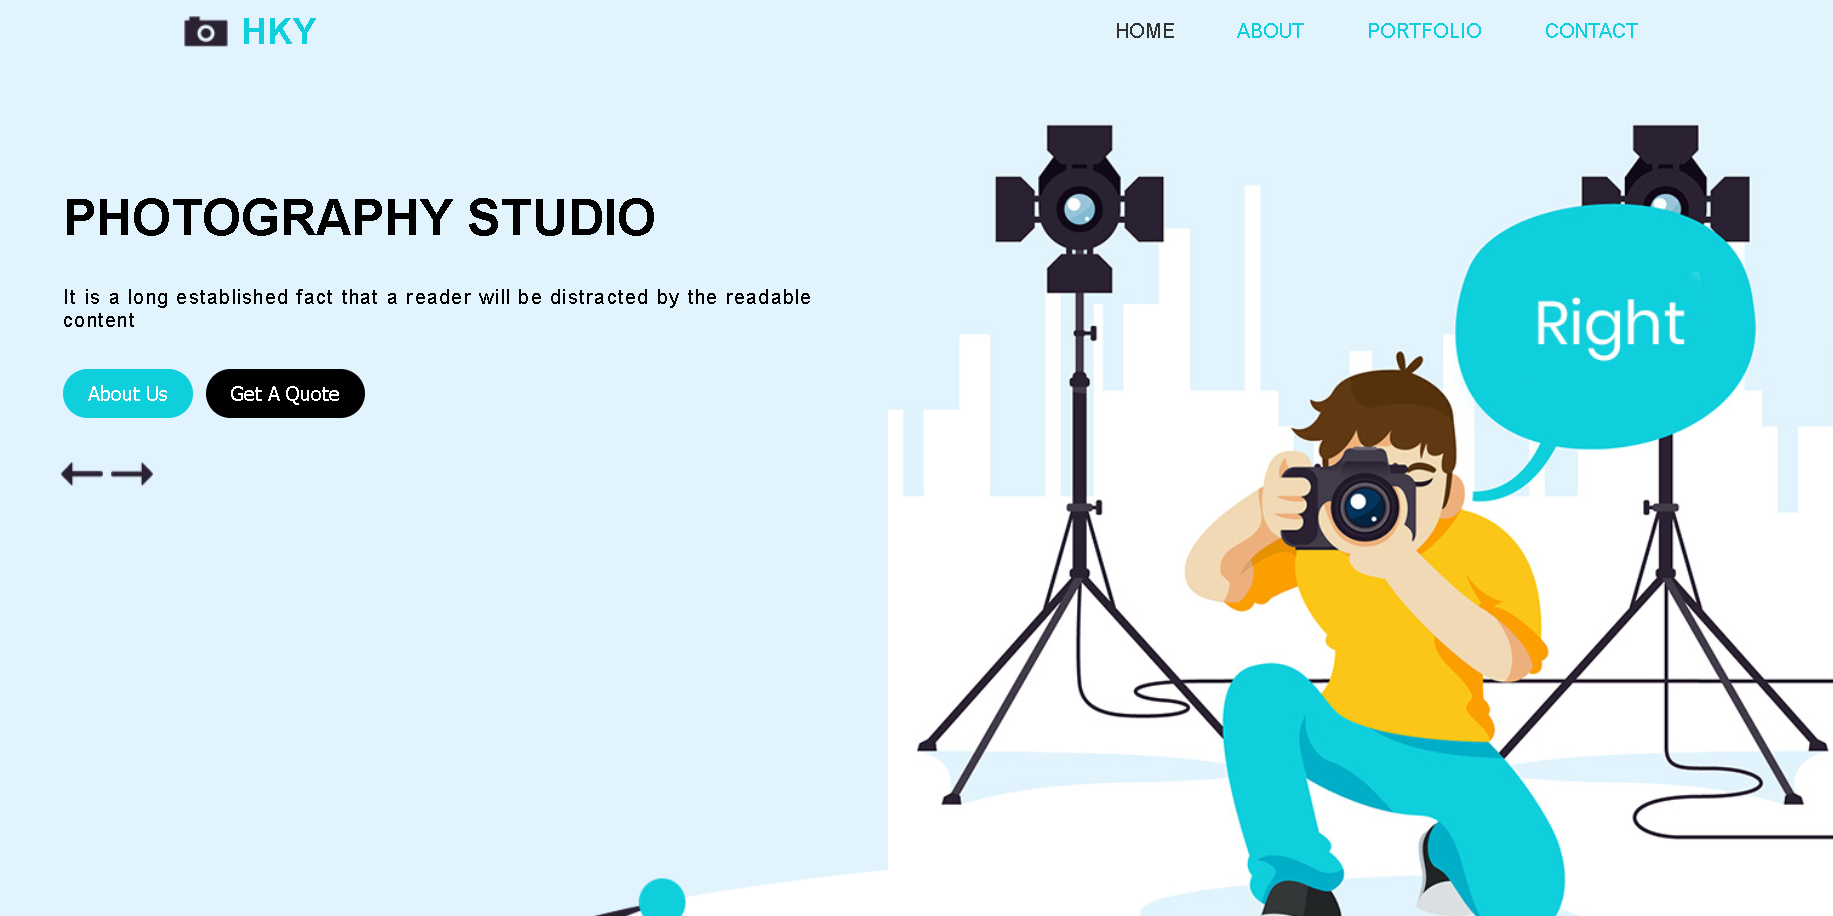 HKY
HOME ABOUT PORTFOLIO CONTACT
PHOTOGRAPHY STUDIO
It is a long established fact that a reader will be distracted by the readable
content
About Us Get A Quote
Right